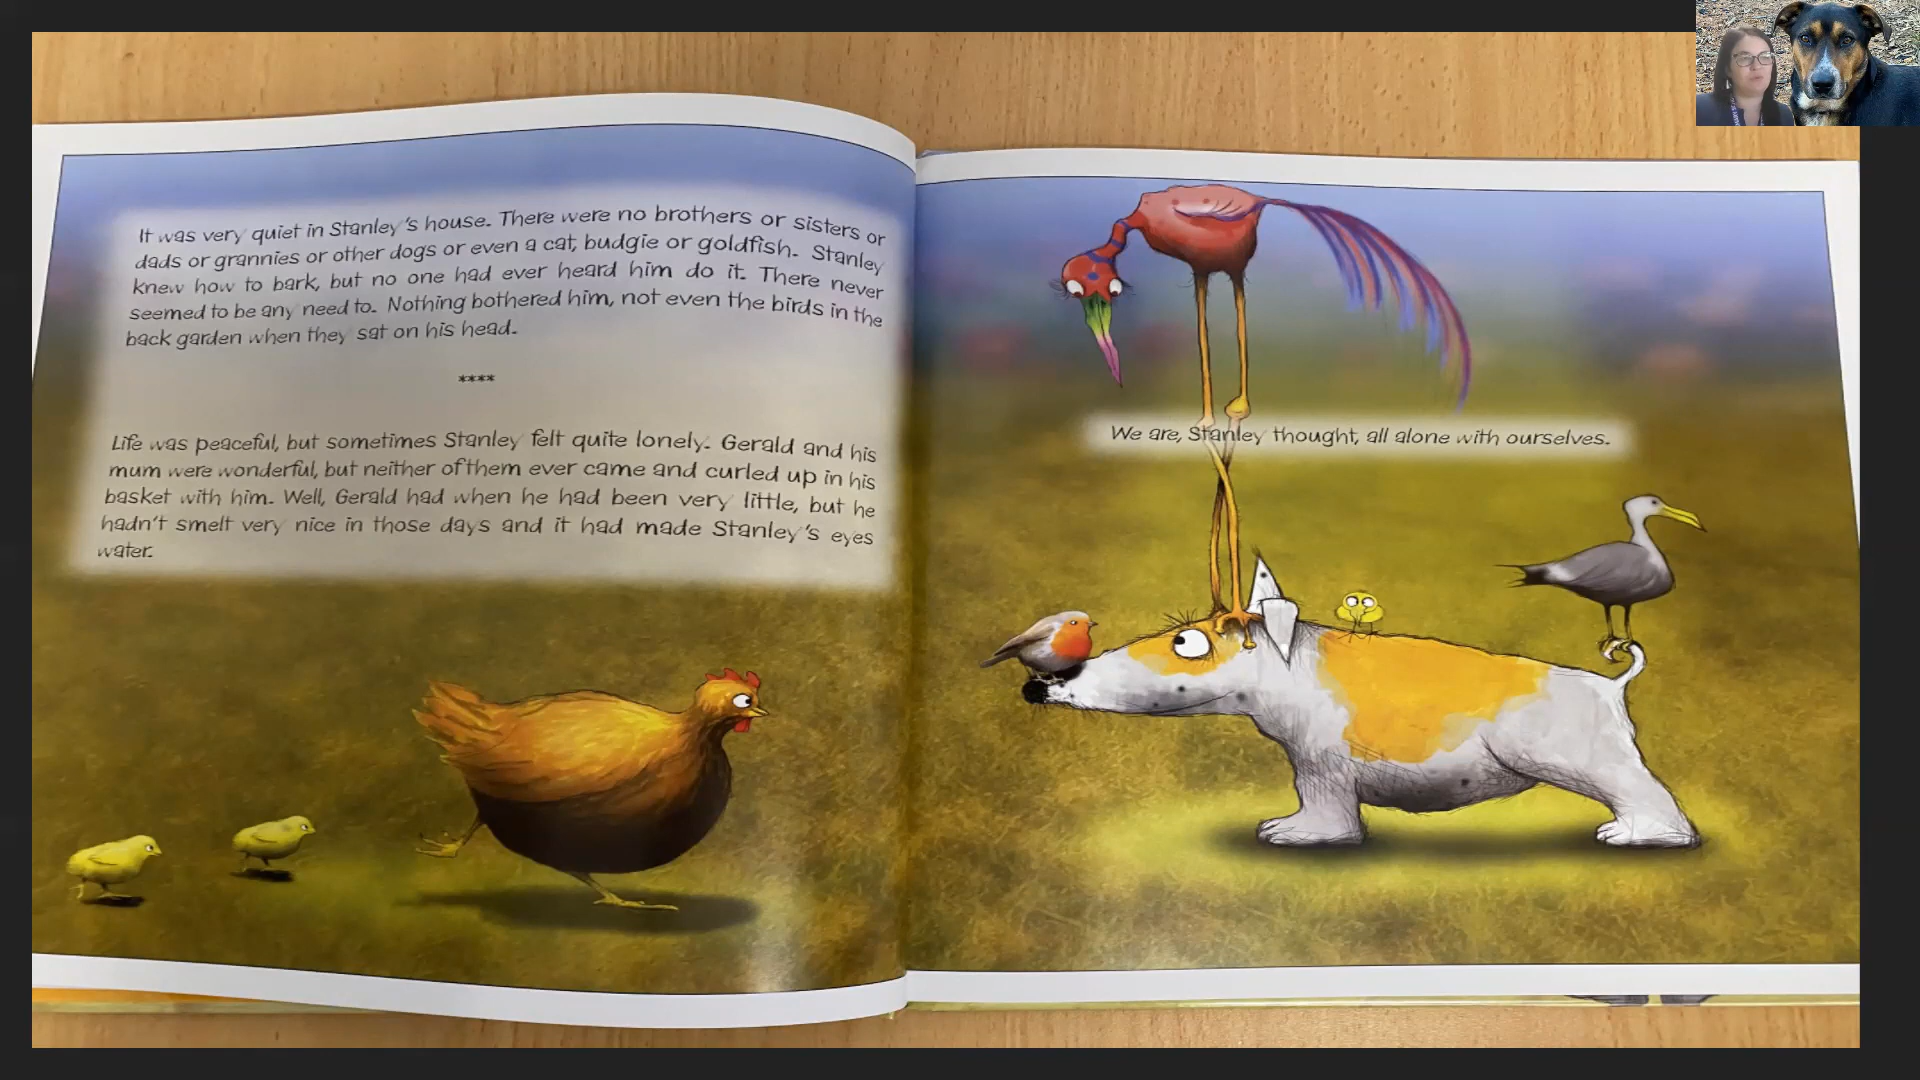 It was very quiet in Stanley's house. There were no brothers or sisters or
dads or grannies or other dogs or even a cat, budgie or goldfish. Stanley
knew how to bark, but no one had ever heard him do it. There never
seemed to be any need to. Nothing bothered him, not even the birds in the
back garden when they sat on his head.
****
Life was peaceful, but sometimes Stanley felt quite lonely. Gerald and his
mum were wonderful, but neither of them ever came and curled up in his
basket with him. Well, Gerald had when he had been very little, but he
hadn't smelt very nice in those days and it had made Stanley's eyes
water.
We are, Stanley thought, all alone with ourselves.